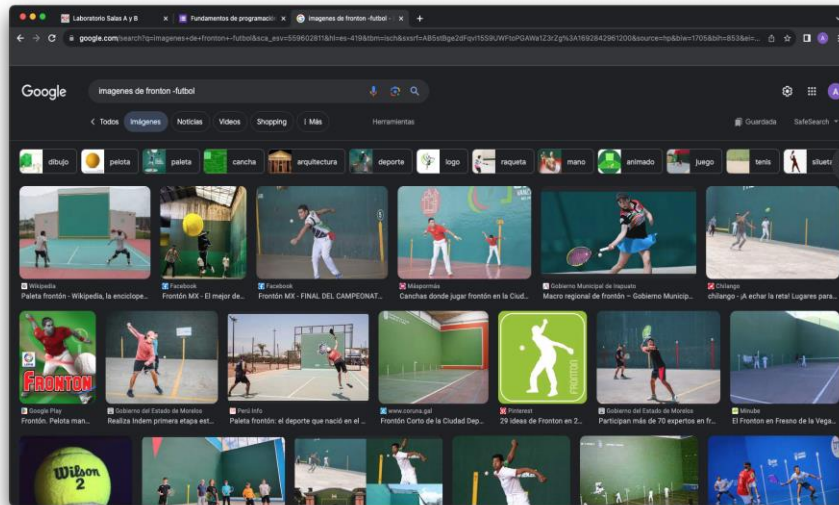 Laboratorio Salas A y B
Fundamentos de programación
imagenes de fronton -futbol -
google.com
Google
imagenes de fronton -futbol
Todos
Imágenes
Noticias
Videos
Shopping
Más
Herramientas
Guardada
SafeSearch
dibujo
pelota
paleta
cancha
arquitectura
deporte
logo
raqueta
mano
animado
juego
tenis
silueta
Wikipedia
Facebook
Facebook
Máspormás
Gobierno Municipal de Irapuato
Chilango
Paleta frontón - Wikipedia, la enciclope...
Frontón MX - El mejor de...
Frontón MX - FINAL DEL CAMPEONAT...
Canchas donde jugar frontón en la Ciud...
Macro regional de frontón – Gobierno Municip...
chilango - ¡A echar la reta! Lugares para...
FRONTON
FRONTON
Google Play
Gobierno del Estado de Morelos
Perú Info
www.coruna.gal
Pinterest
Gobierno del Estado de Morelos
Minube
Frontón. Pelota man...
Realiza Indem primera etapa est...
Paleta frontón: el deporte que nació en el ...
Frontón Corto de la Ciudad Dep...
29 ideas de Fronton en 2...
Participan más de 70 expertos en fr...
El Fronton en Fresno de la Vega...
Wilson
2